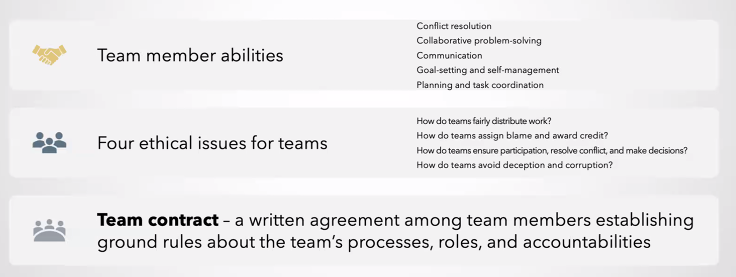 Team member abilities
Conflict resolution
Collaborative problem-solving
Communication
Goal-setting and self-management
Planning and task coordination
Four ethical issues for teams
How do teams fairly distribute work?
How do teams assign blame and award credit?
How do teams ensure participation, resolve conflict, and make decisions?
How do teams avoid deception and corruption?
Team contract – a written agreement among team members establishing
ground rules about the team's processes, roles, and accountabilities